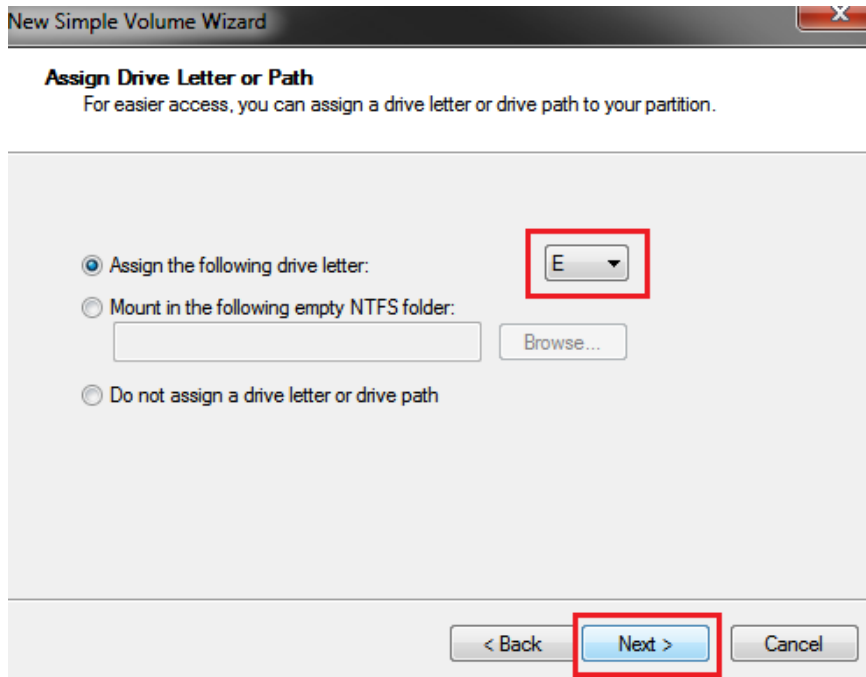 New Simple Volume Wizard
Assign Drive Letter or Path
For easier access, you can assign a drive letter or drive path to your partition.
Assign the following drive letter:
E
Mount in the following empty NTFS folder:
Browse...
Do not assign a drive letter or drive path
< Back
Next >
Cancel